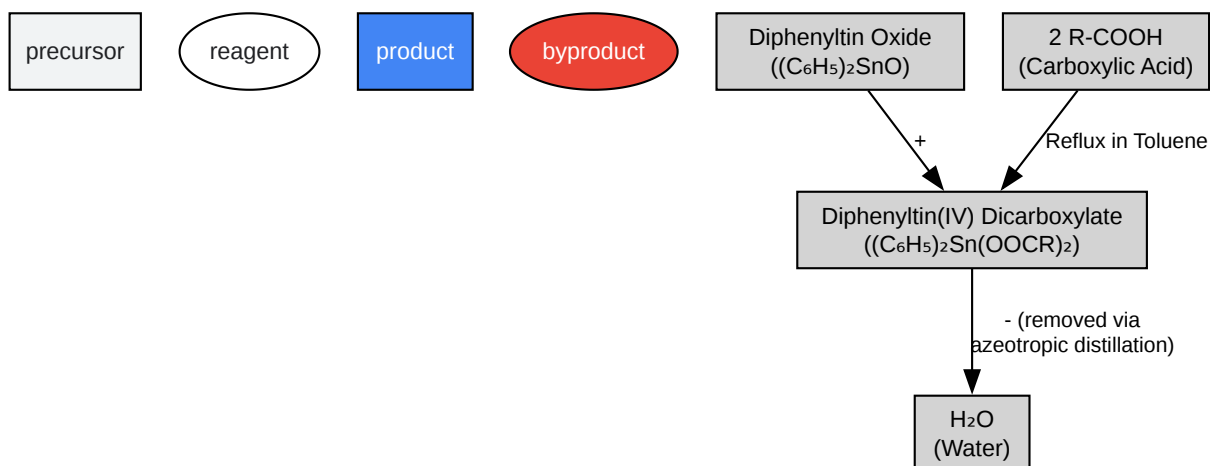 precursor
reagent
product
byproduct
Diphenyltin Oxide
((C₆H₅)₂SnO)
2 R-COOH
(Carboxylic Acid)
+
Reflux in Toluene
Diphenyltin(IV) Dicarboxylate
((C₆H₅)₂Sn(OOCR)₂)
- (removed via
azeotropic distillation)
H₂O
(Water)